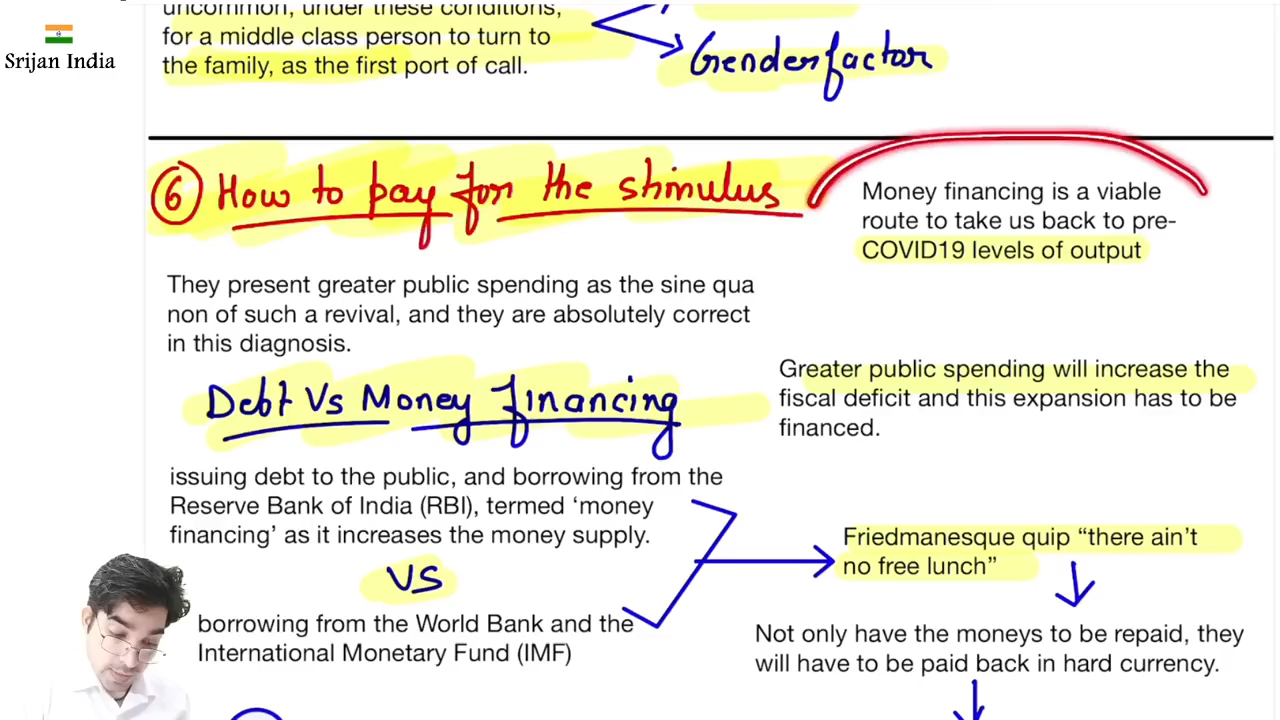 uncommon, under these conditions,
for a middle class person to turn to
the family, as the first port of call.
Srijan India
Gender factor
6 How to pay for the stimulus
Money financing is a viable
route to take us back to pre-
COVID19 levels of output
They present greater public spending as the sine qua
non of such a revival, and they are absolutely correct
in this diagnosis.
Debt Vs Money financing
Greater public spending will increase the
fiscal deficit and this expansion has to be
financed.
issuing debt to the public, and borrowing from the
Reserve Bank of India (RBI), termed ‘money
financing’ as it increases the money supply.
VS
borrowing from the World Bank and the
International Monetary Fund (IMF)
Friedmanesque quip “there ain’t
no free lunch”
Not only have the moneys to be repaid, they
will have to be paid back in hard currency.